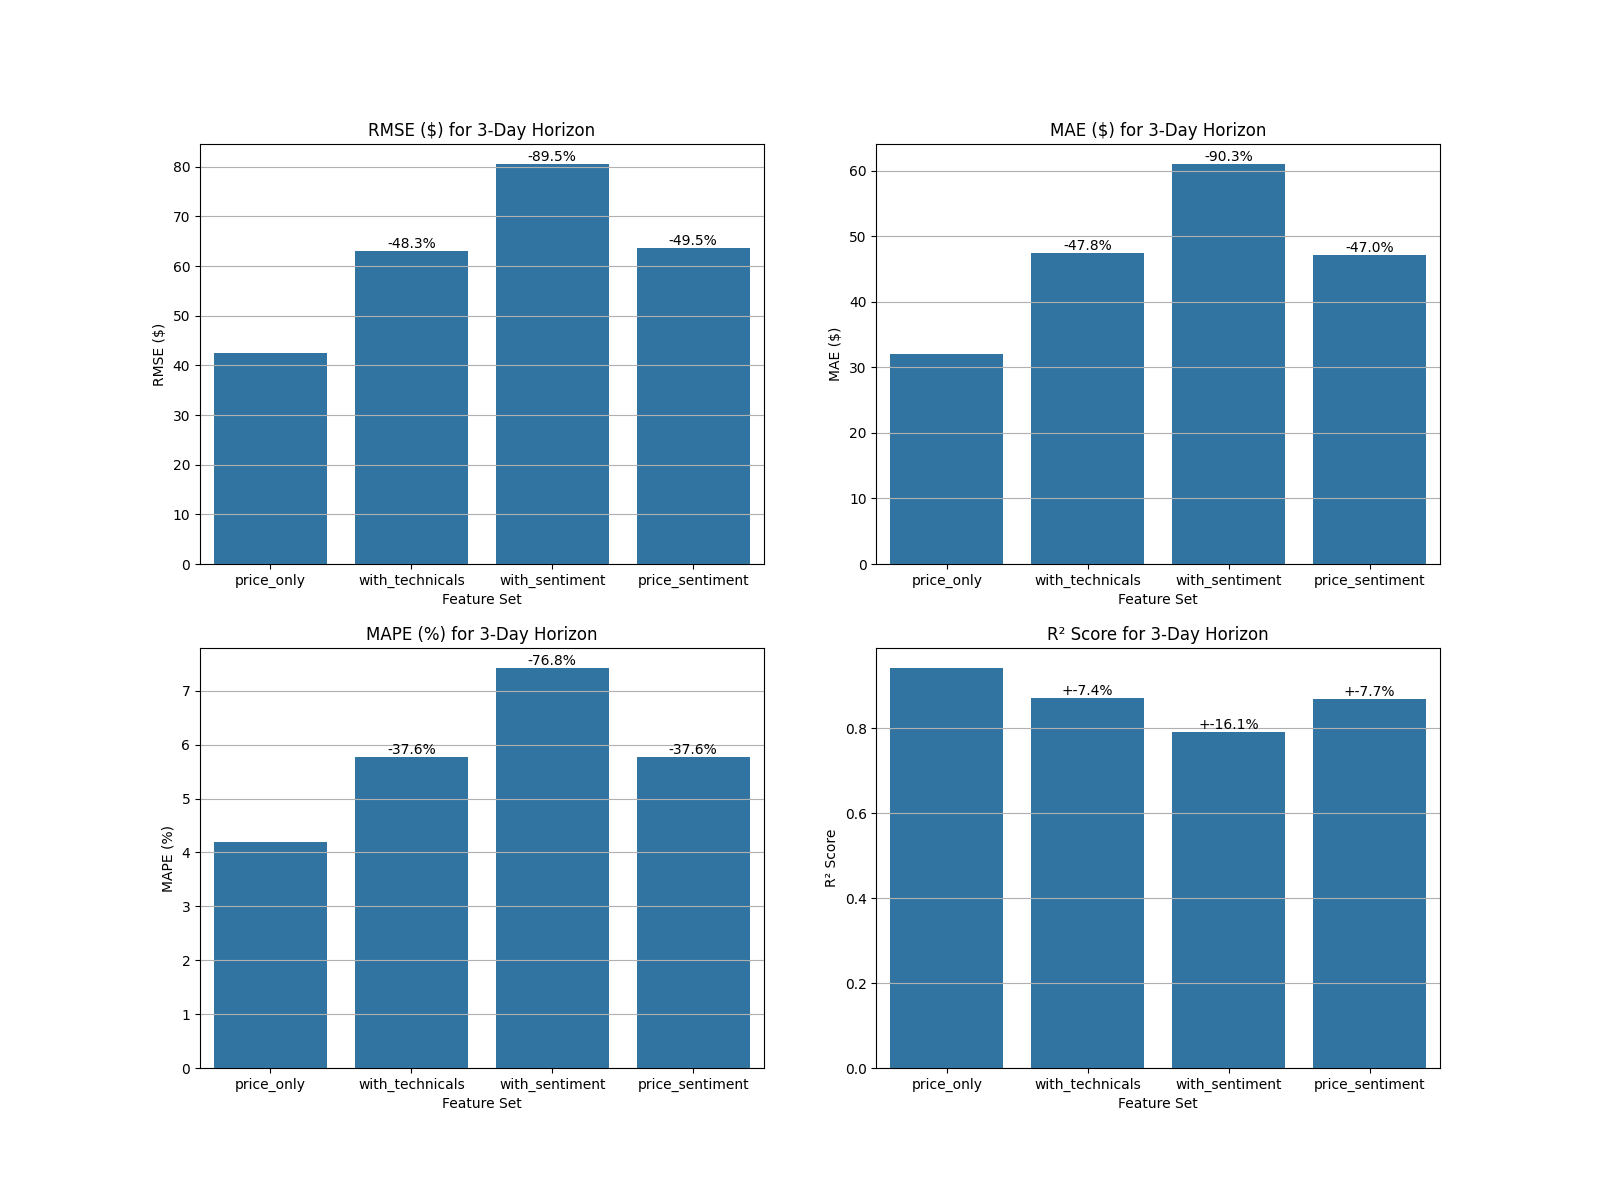 RMSE ($) for 3-Day Horizon
80
70
60
50
40
30
20
10
0
RMSE ($)
-48.3%
-89.5%
-49.5%
price_only
with_technicals
with_sentiment
price_sentiment
Feature Set
MAE ($) for 3-Day Horizon
60
50
40
30
20
10
0
MAE ($)
-47.8%
-90.3%
-47.0%
price_only
with_technicals
with_sentiment
price_sentiment
Feature Set
MAPE (%) for 3-Day Horizon
7
6
5
4
3
2
1
0
MAPE (%)
-37.6%
-76.8%
-37.6%
price_only
with_technicals
with_sentiment
price_sentiment
Feature Set
R² Score for 3-Day Horizon
0.8
0.6
0.4
0.2
0.0
R² Score
+-7.4%
+-16.1%
+-7.7%
price_only
with_technicals
with_sentiment
price_sentiment
Feature Set